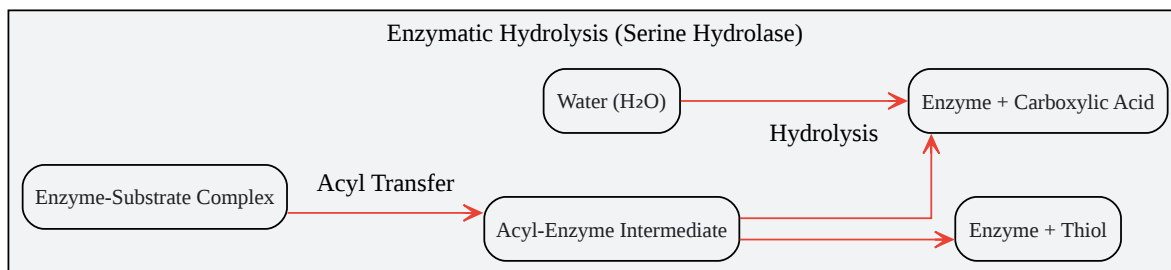 Enzymatic Hydrolysis (Serine Hydrolase)
Water (H₂O)
Enzyme + Carboxylic Acid
Hydrolysis
Enzyme-Substrate Complex
Acyl Transfer
Acyl-Enzyme Intermediate
Enzyme + Thiol